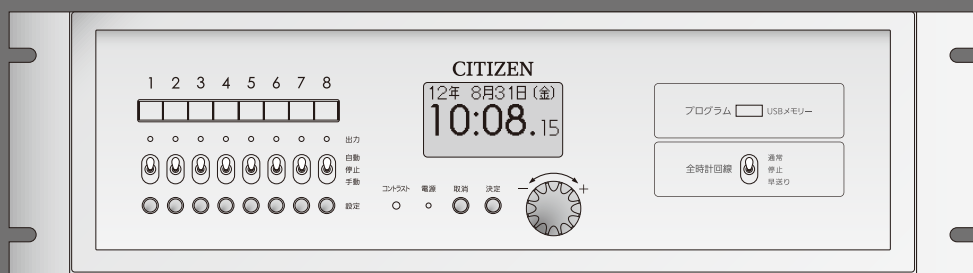 CITIZEN
1 2 3 4 5 6 7 8
12年 8月31日(金)
10:08.15
出力
自動
停止
手動
設定
コントラスト 電源 取消 決定 − +
プログラム USBメモリー
全時計回線
通常
停止
早送り